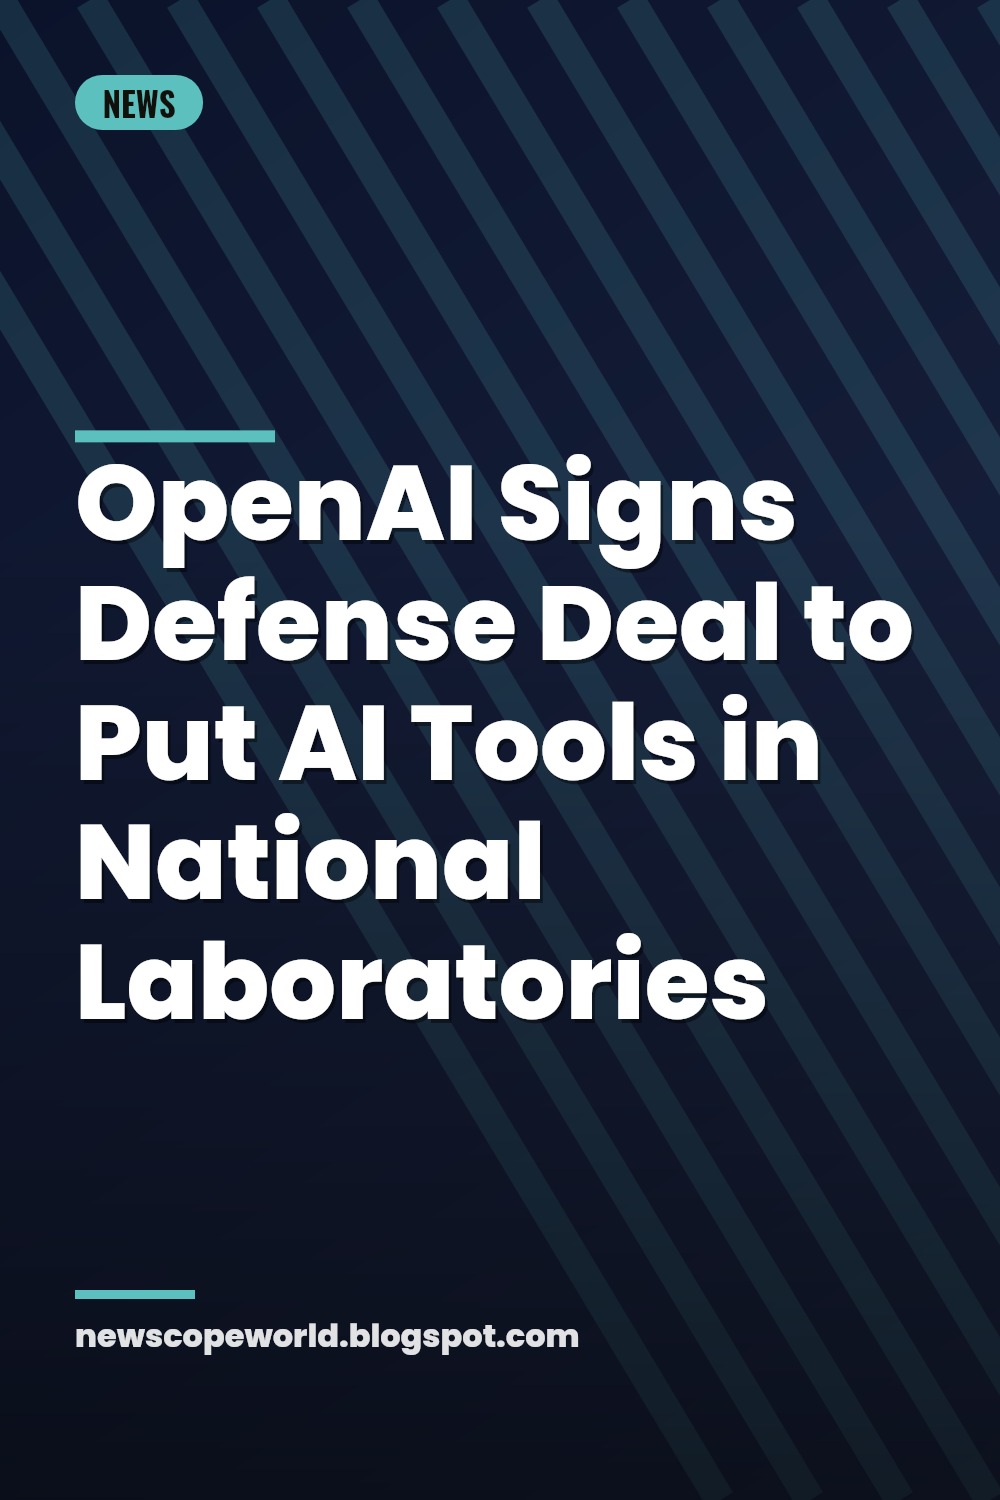 NEWS
OpenAI Signs
Defense Deal to
Put AI Tools in
National
Laboratories
newscopeworld.blogspot.com